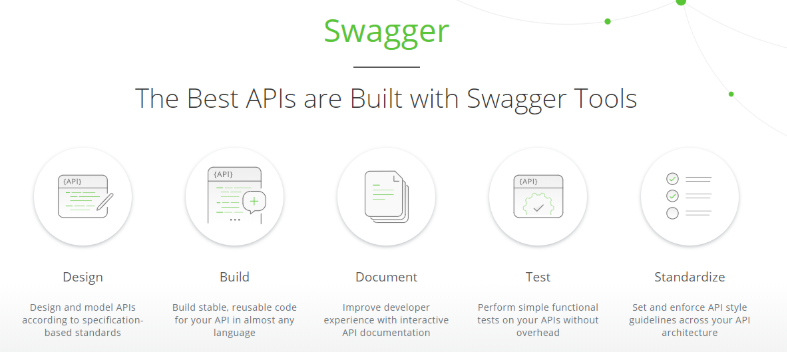 Swagger
The Best APIs are Built with Swagger Tools
{API}
{API}
{API}
Design
Build
Document
Test
Standardize
Design and model APIs
according to specification-
based standards
Build stable, reusable code
for your API in almost any
language
Improve developer
experience with interactive
API documentation
Perform simple functional
tests on your APIs without
overhead
Set and enforce API style
guidelines across your API
architecture